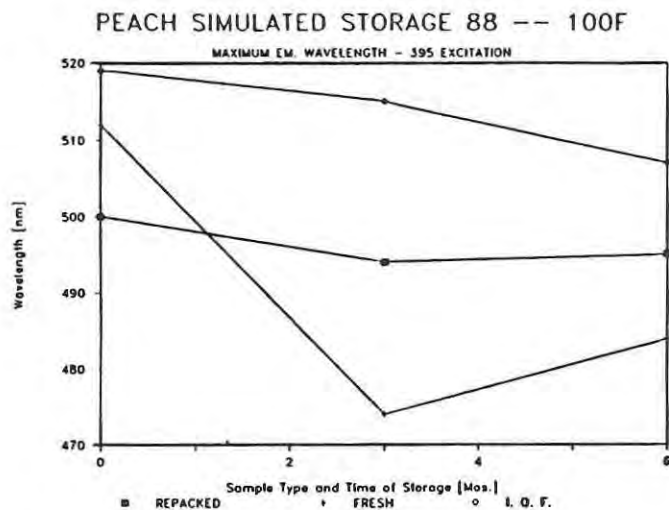 PEACH SIMULATED STORAGE 88 -- 100F
MAXIMUM EM. WAVELENGTH - 395 EXCITATION
520
510
500
490
480
470
Wavelength [nm]
0 2 4 6
Sample Type and Time of Storage [Mos.]
REPACKED FRESH I. Q. F.